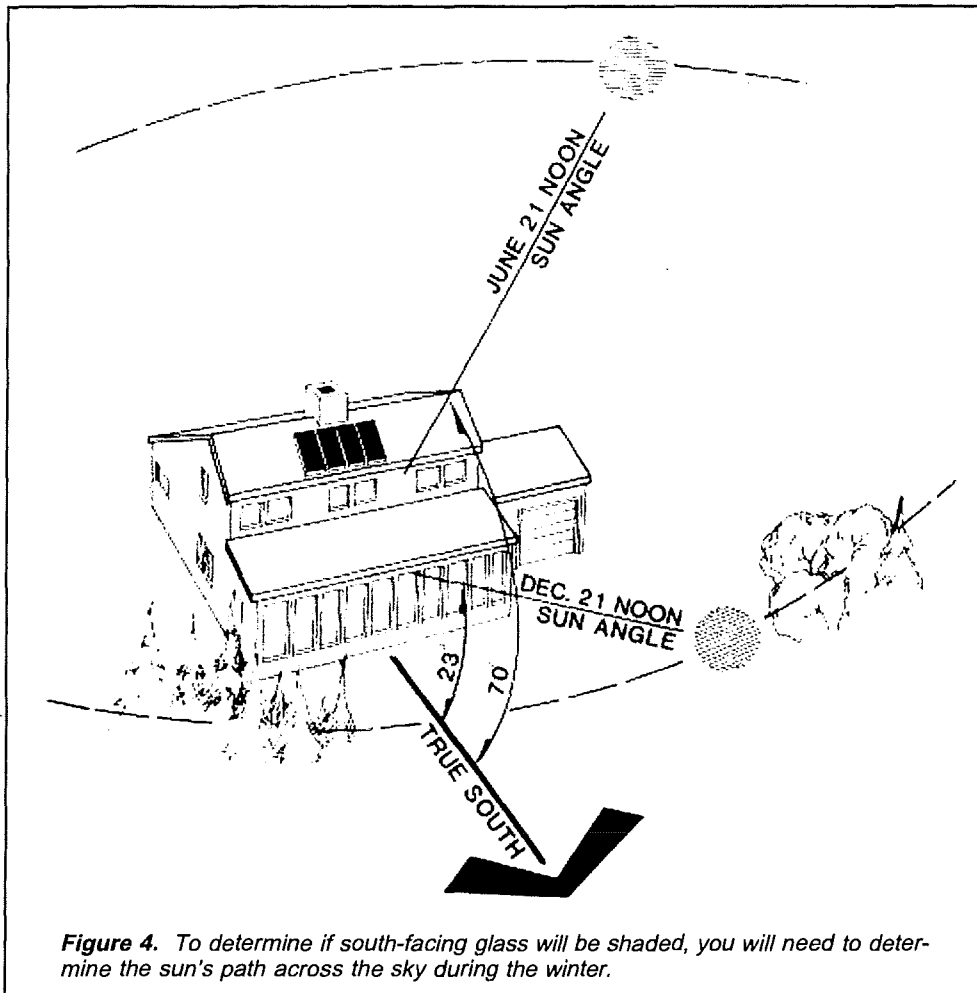 JUNE 21 NOON
SUN ANGLE
DEC. 21 NOON
SUN ANGLE
23
70
TRUE SOUTH
Figure 4. To determine if south-facing glass will be shaded, you will need to deter-
mine the sun's path across the sky during the winter.